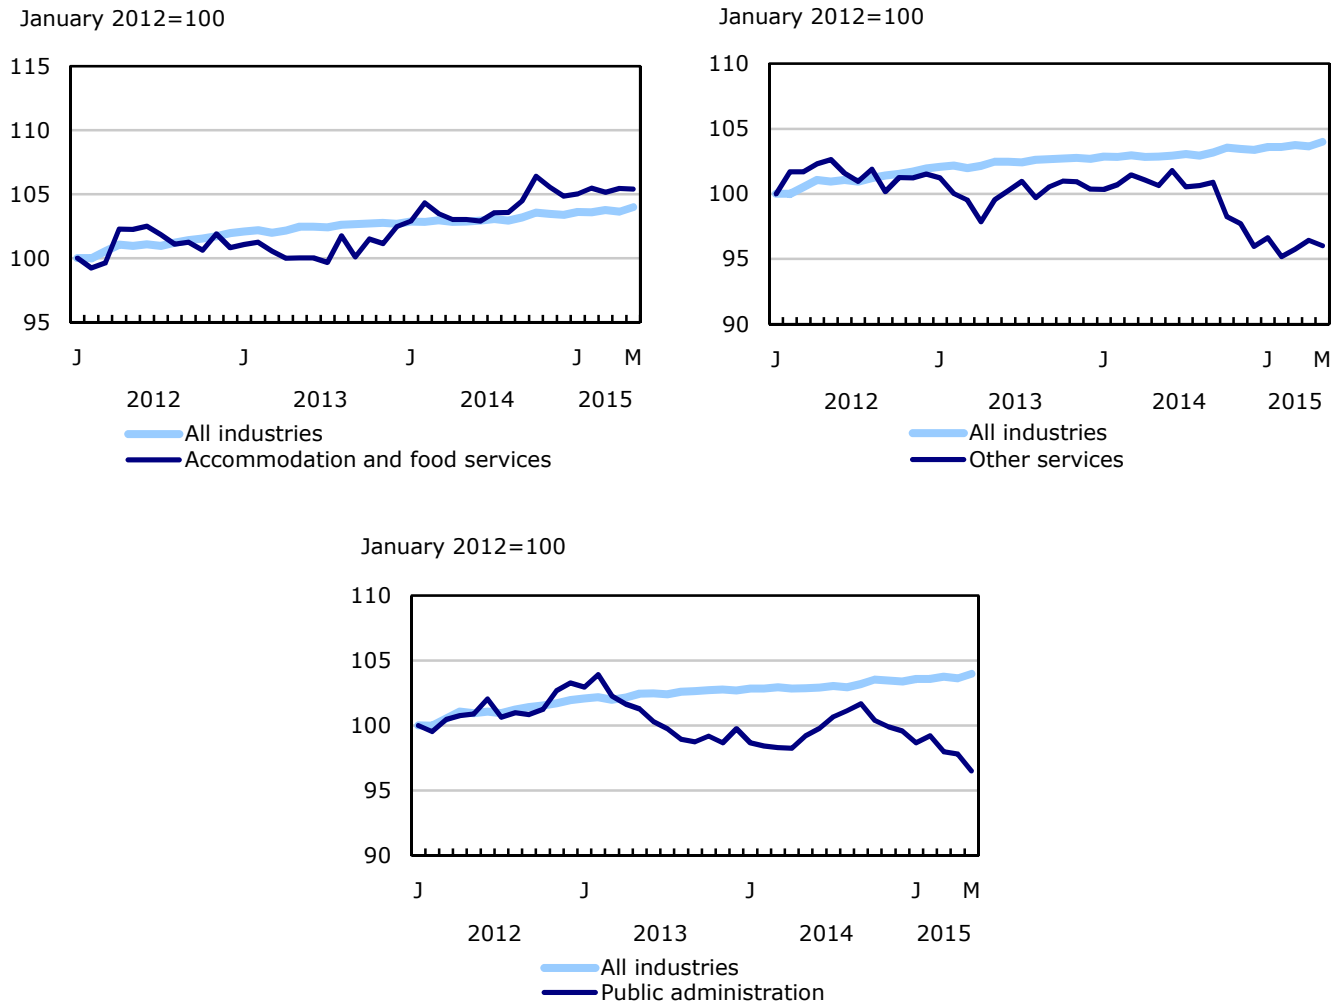 January 2012=100
115
110
105
100
95
J J J J M
2012 2013 2014 2015
All industries
Accommodation and food services
January 2012=100
110
105
100
95
90
J J J J M
2012 2013 2014 2015
All industries
Other services
January 2012=100
110
105
100
95
90
J J J J M
2012 2013 2014 2015
All industries
Public administration